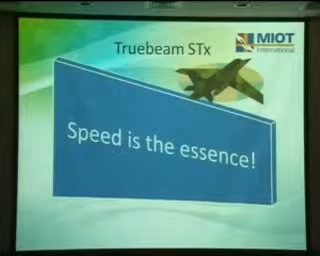 Truebeam STx
MIOT
International
Speed is the essence!